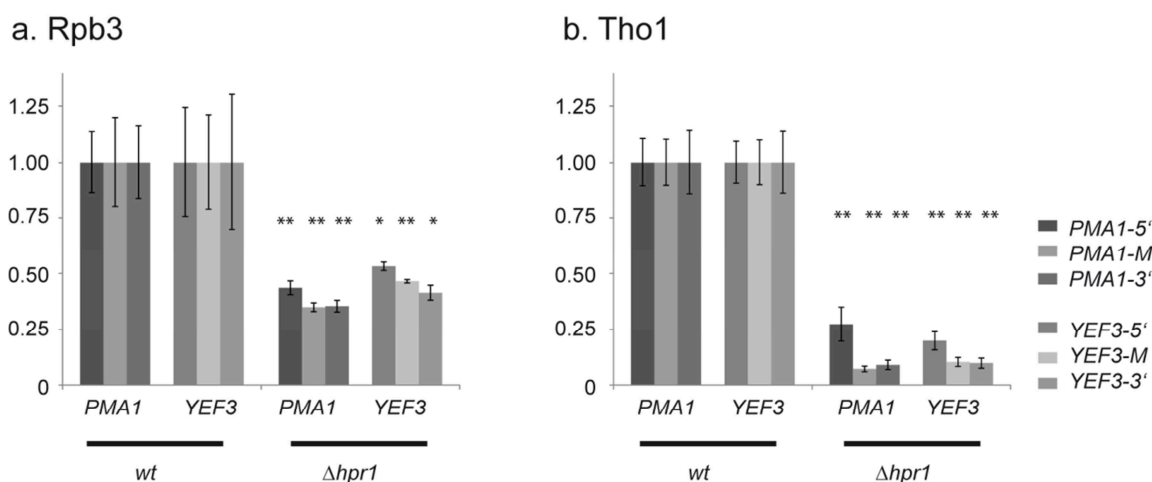 a. Rpb3
1.25
1.00
0.75
0.50
0.25
0
** ** ** * ** *
PMA1 YEF3 PMA1 YEF3
wt Δhpr1
b. Tho1
1.25
1.00
0.75
0.50
0.25
0
** ** ** ** ** **
PMA1 YEF3 PMA1 YEF3
wt Δhpr1
PMA1-5‘
PMA1-M
PMA1-3‘
YEF3-5‘
YEF3-M
YEF3-3‘